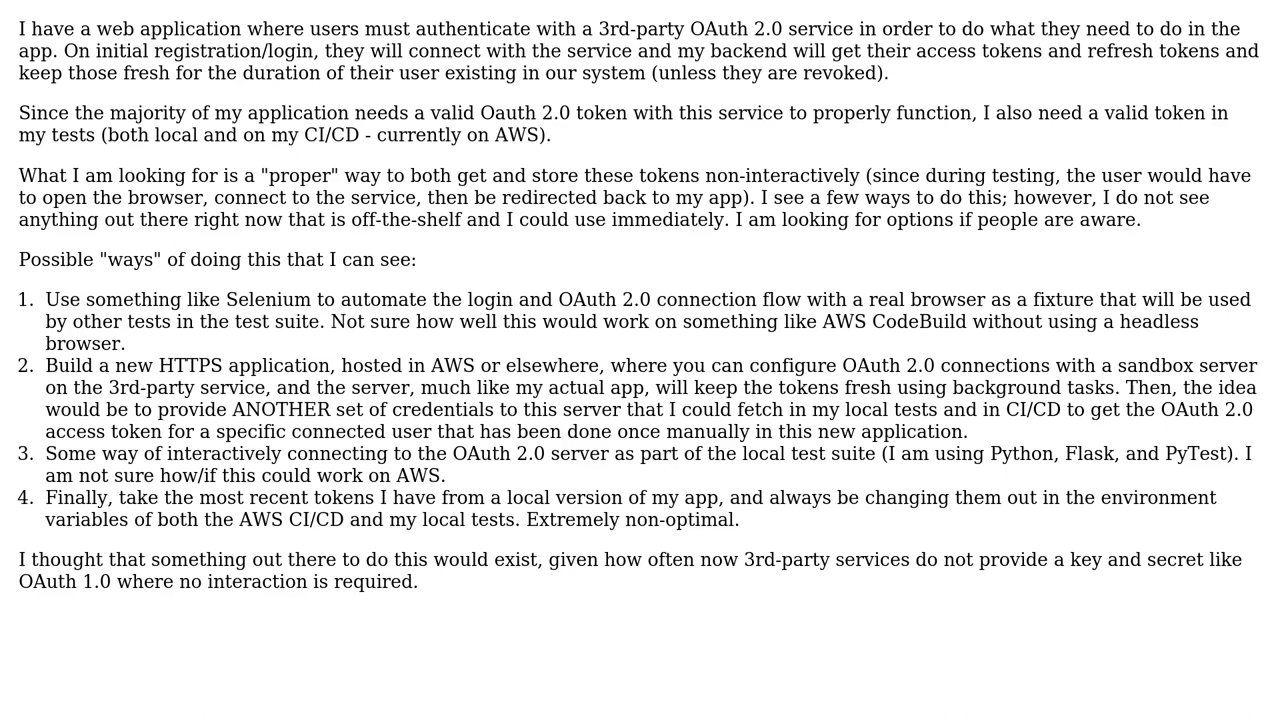 I have a web application where users must authenticate with a 3rd-party OAuth 2.0 service in order to do what they need to do in the
app. On initial registration/login, they will connect with the service and my backend will get their access tokens and refresh tokens and
keep those fresh for the duration of their user existing in our system (unless they are revoked).
Since the majority of my application needs a valid Oauth 2.0 token with this service to properly function, I also need a valid token in
my tests (both local and on my CI/CD - currently on AWS).
What I am looking for is a "proper" way to both get and store these tokens non-interactively (since during testing, the user would have
to open the browser, connect to the service, then be redirected back to my app). I see a few ways to do this; however, I do not see
anything out there right now that is off-the-shelf and I could use immediately. I am looking for options if people are aware.
Possible "ways" of doing this that I can see:
1. Use something like Selenium to automate the login and OAuth 2.0 connection flow with a real browser as a fixture that will be used
by other tests in the test suite. Not sure how well this would work on something like AWS CodeBuild without using a headless
browser.
2. Build a new HTTPS application, hosted in AWS or elsewhere, where you can configure OAuth 2.0 connections with a sandbox server
on the 3rd-party service, and the server, much like my actual app, will keep the tokens fresh using background tasks. Then, the idea
would be to provide ANOTHER set of credentials to this server that I could fetch in my local tests and in CI/CD to get the OAuth 2.0
access token for a specific connected user that has been done once manually in this new application.
3. Some way of interactively connecting to the OAuth 2.0 server as part of the local test suite (I am using Python, Flask, and PyTest). I
am not sure how/if this could work on AWS.
4. Finally, take the most recent tokens I have from a local version of my app, and always be changing them out in the environment
variables of both the AWS CI/CD and my local tests. Extremely non-optimal.
I thought that something out there to do this would exist, given how often now 3rd-party services do not provide a key and secret like
OAuth 1.0 where no interaction is required.